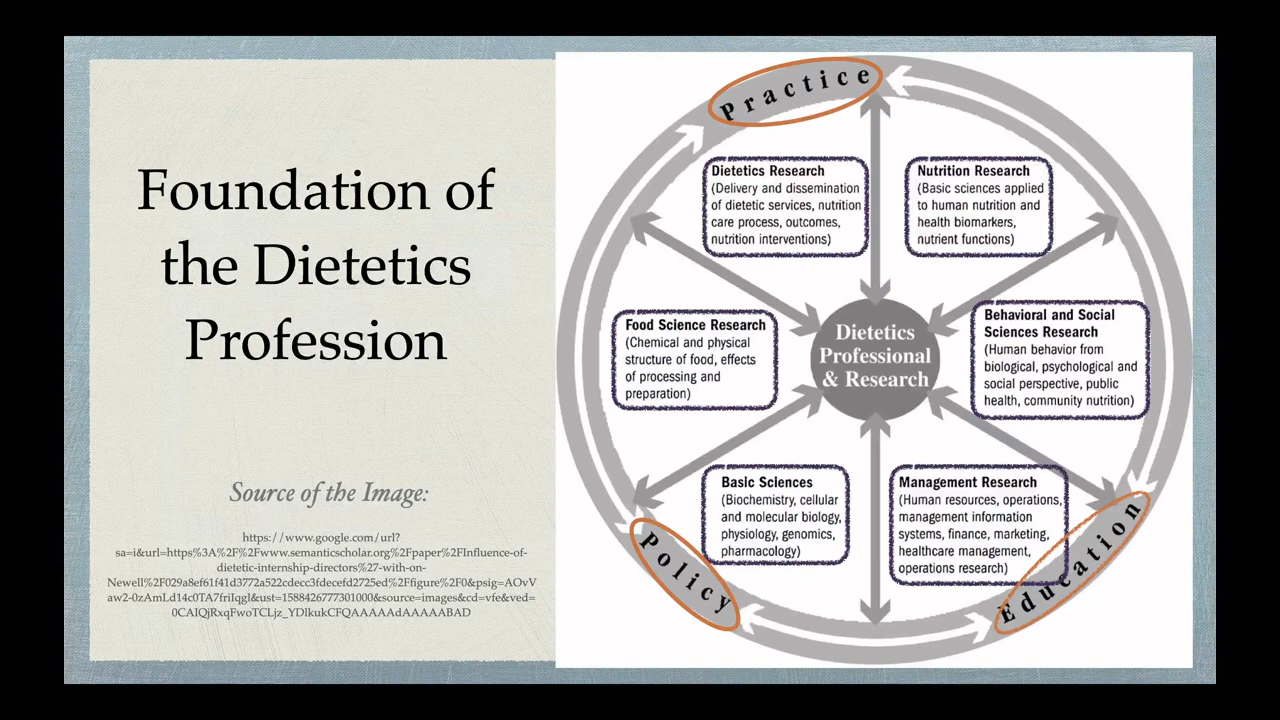 Foundation of
the Dietetics
Profession
Source of the Image:
https://www.google.com/url?
sa=i&url=https%3A%2F%2Fwww.semanticscholar.org%2Fpaper%2FInfluence-of-
dietetic-internship-directors%27-with-on-
Newell%2F029a8ef61f41d3772a522cdecc3fdecefd2725ed%2Ffigure%2F0&psig=AOvV
aw2-0zAmLd14c0TA7friIqgl&ust=1588426777301000&source=images&cd=vfe&ved=
0CAIQjRxqFwoTCLjz_YDlkukCFQAAAAAdAAAAABAD
Practice
Dietetics Research
(Delivery and dissemination
of dietetic services, nutrition
care process, outcomes,
nutrition interventions)
Nutrition Research
(Basic sciences applied
to human nutrition and
health biomarkers,
nutrient functions)
Food Science Research
(Chemical and physical
structure of food, effects
of processing and
preparation)
Dietetics
Professional
& Research
Behavioral and Social
Sciences Research
(Human behavior from
biological, psychological and
social perspective, public
health, community nutrition)
Basic Sciences
(Biochemistry, cellular
and molecular biology,
physiology, genomics,
pharmacology)
Management Research
(Human resources, operations,
management information
systems, finance, marketing,
healthcare management,
operations research)
Policy
Education